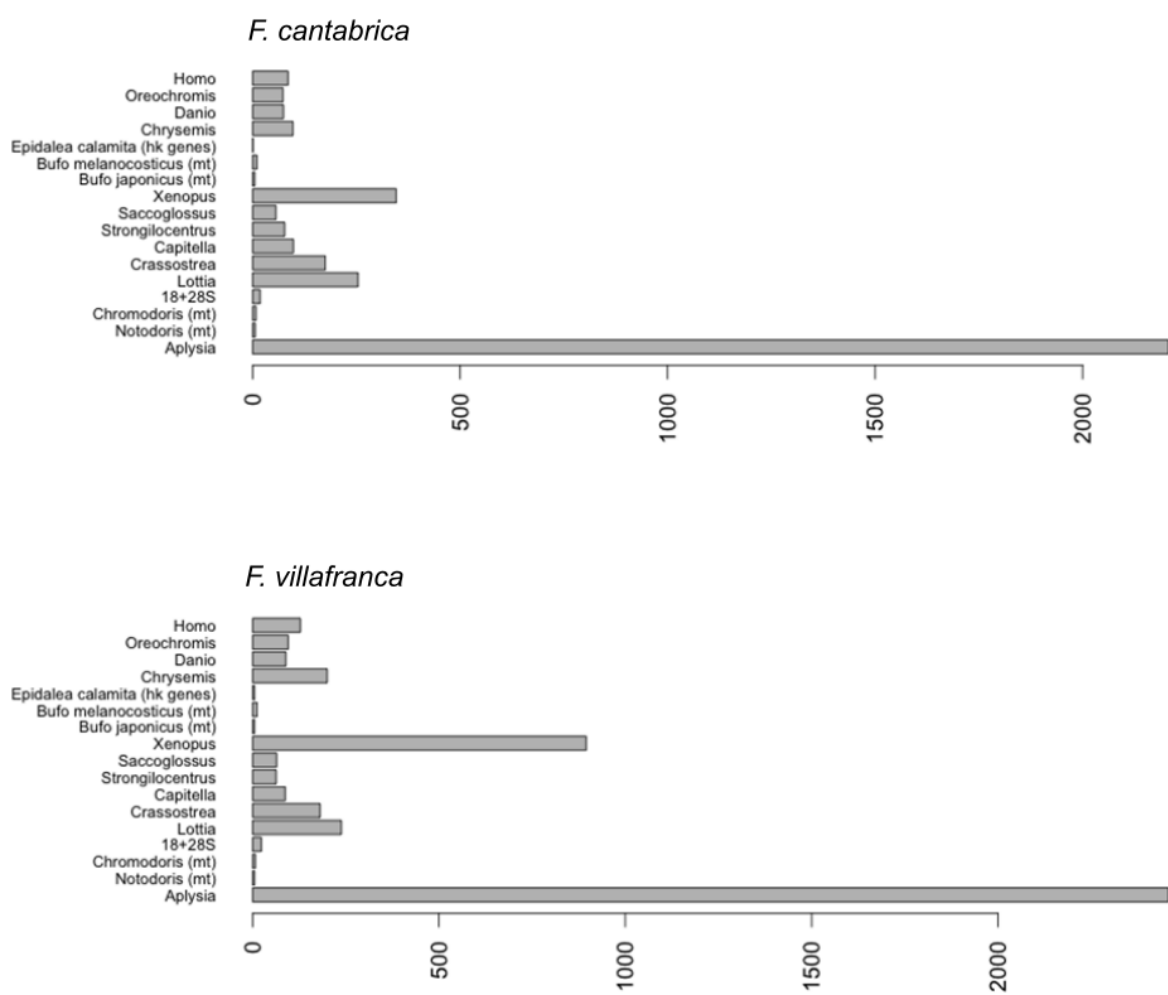 F. cantabrica
Homo
Oreochromis
Danio
Chrysemis
Epidalea calamita (hk genes)
Bufo melanocosticus (mt)
Bufo japonicus (mt)
Xenopus
Saccoglossus
Strongilocentrus
Capitella
Crassostrea
Lottia
18+28S
Chromodoris (mt)
Notodoris (mt)
Aplysia
0 500 1000 1500 2000
F. villafranca
Homo
Oreochromis
Danio
Chrysemis
Epidalea calamita (hk genes)
Bufo melanocosticus (mt)
Bufo japonicus (mt)
Xenopus
Saccoglossus
Strongilocentrus
Capitella
Crassostrea
Lottia
18+28S
Chromodoris (mt)
Notodoris (mt)
Aplysia
0 500 1000 1500 2000